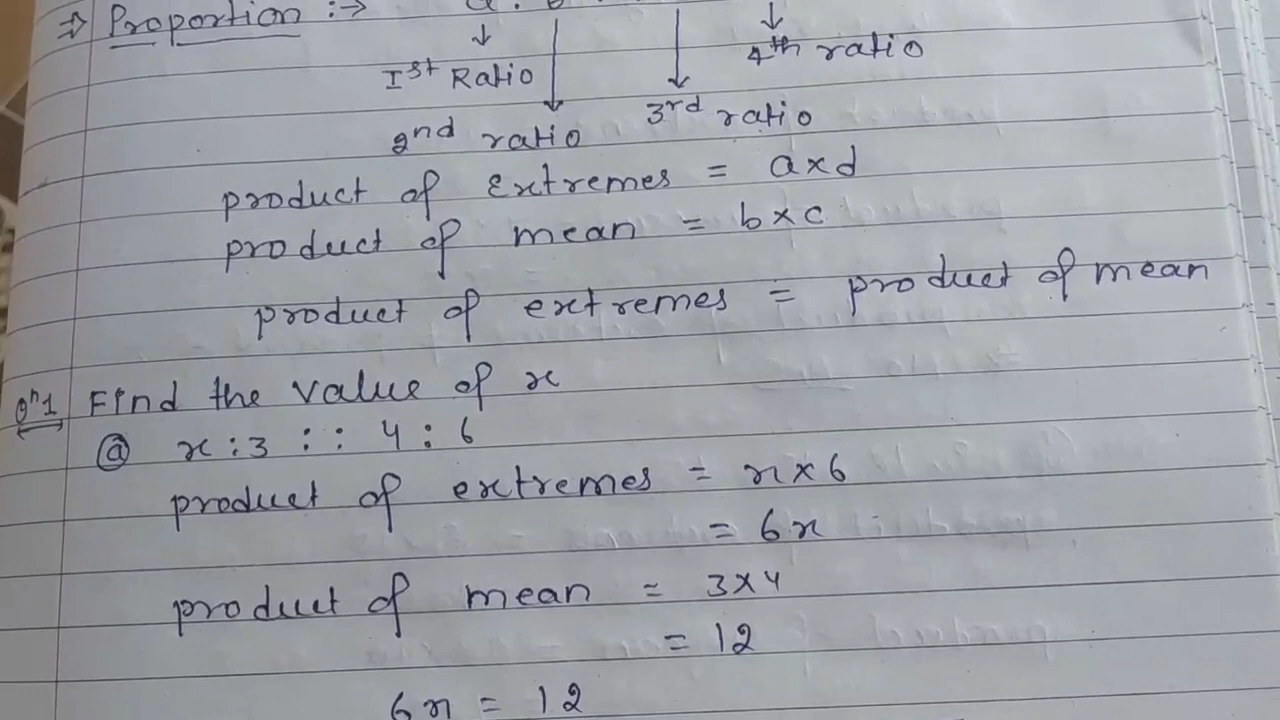 ⇒ Proportion :→ a : b
Ist Ratio
4th ratio
2nd ratio
3rd ratio
product of Extremes = a×d
product of mean = b×c
product of extremes = product of mean
Qn1 Find the value of x
ⓐ x : 3 :: 4 : 6
product of extremes = x×6
= 6x
product of mean = 3×4
= 12
6x = 12